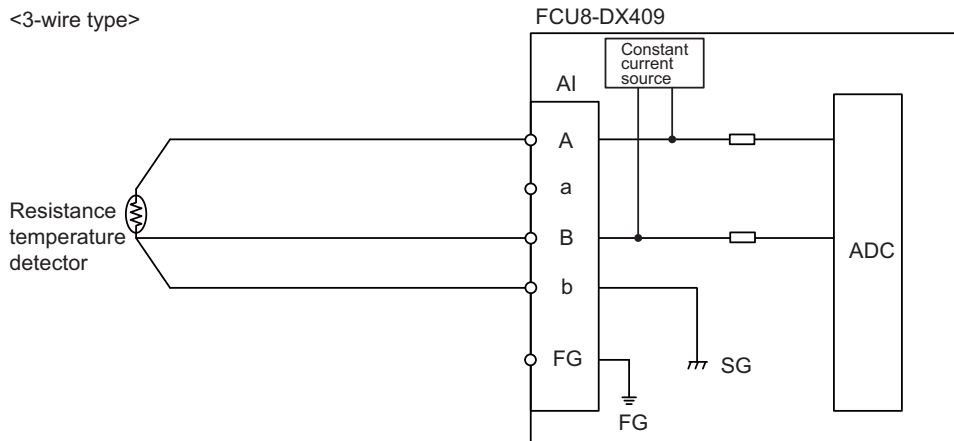 <3-wire type>
FCU8-DX409
Constant
current
source
AI
A
a
Resistance
temperature
detector
B
ADC
b
FG
SG
FG